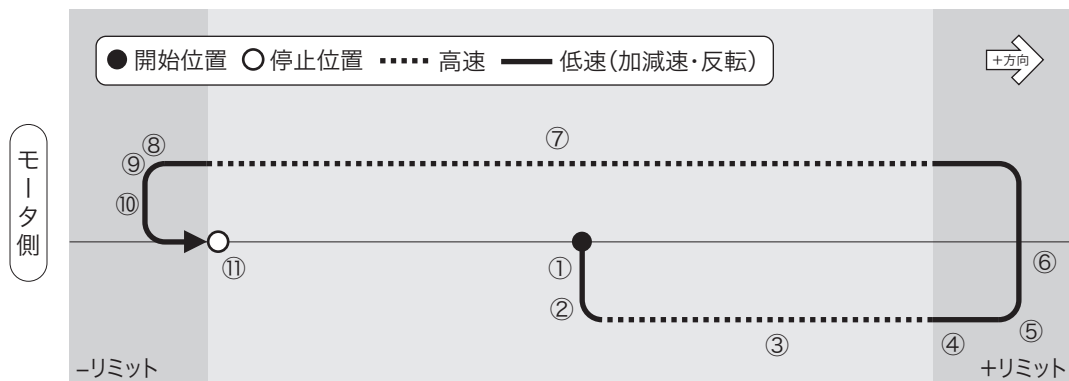 ●開始位置 ○停止位置 ┅┅ 高速 ━━ 低速(加減速・反転)
+方向
モータ側
⑧
⑨
⑦
⑩
⑪
①
⑥
②
③
④
⑤
−リミット
+リミット